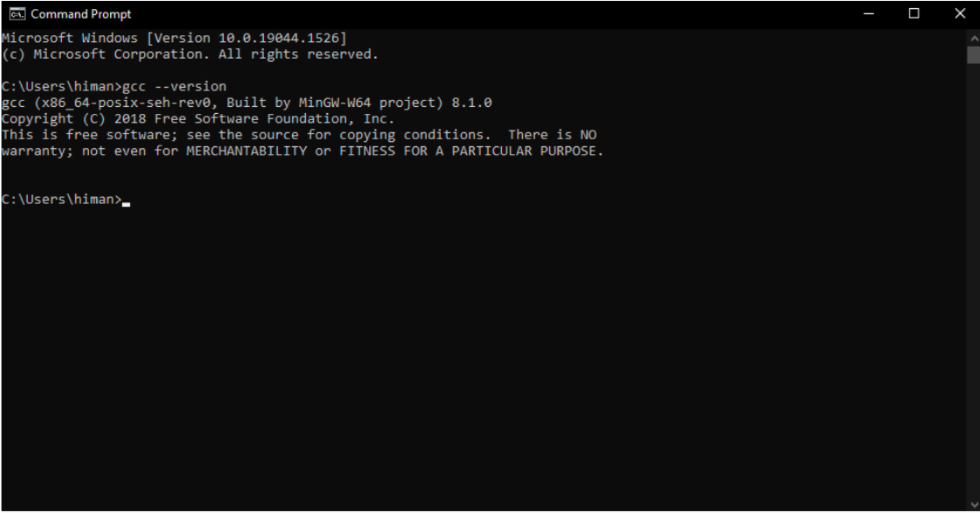 Command Prompt
Microsoft Windows [Version 10.0.19044.1526]
(c) Microsoft Corporation. All rights reserved.
C:\Users\himan>gcc --version
gcc (x86_64-posix-seh-rev0, Built by MinGW-W64 project) 8.1.0
Copyright (C) 2018 Free Software Foundation, Inc.
This is free software; see the source for copying conditions.  There is NO
warranty; not even for MERCHANTABILITY or FITNESS FOR A PARTICULAR PURPOSE.
C:\Users\himan>